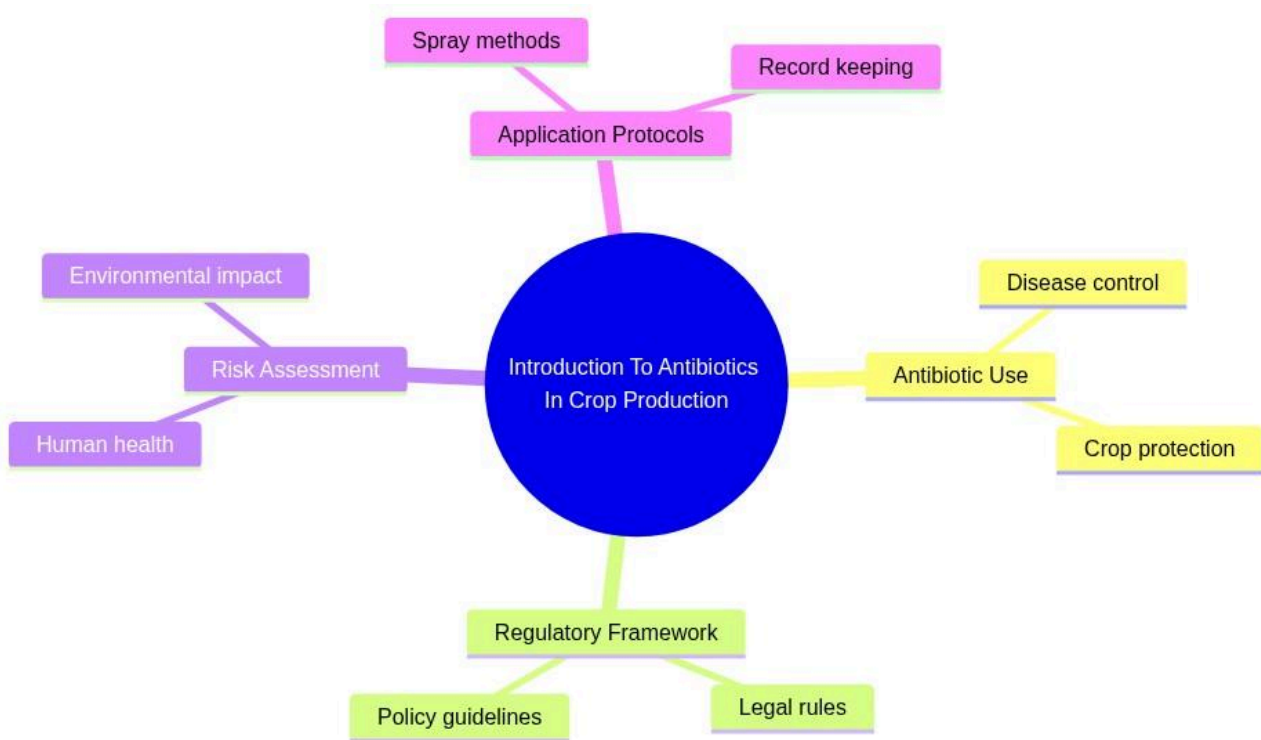 Spray methods
Record keeping
Application Protocols
Environmental impact
Disease control
Risk Assessment
Introduction To Antibiotics
In Crop Production
Antibiotic Use
Human health
Crop protection
Regulatory Framework
Policy guidelines
Legal rules